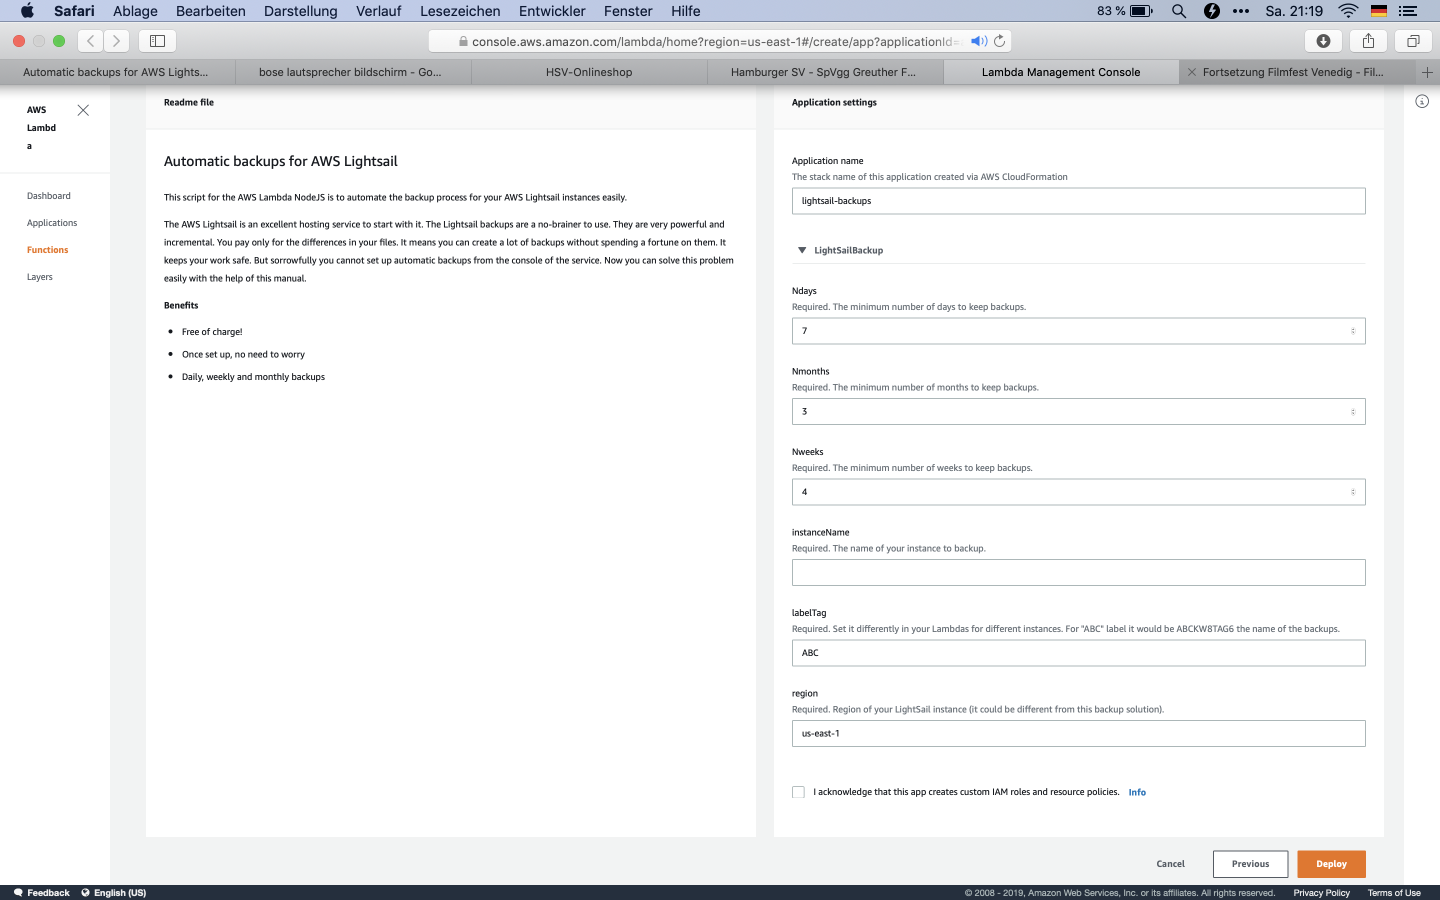 Safari Ablage Bearbeiten Darstellung Verlauf Lesezeichen Entwickler Fenster Hilfe 83 % Sa. 21:19
console.aws.amazon.com/lambda/home?region=us-east-1#/create/app?applicationId=
Automatic backups for AWS Lights... bose lautsprecher bildschirm - Go... HSV-Onlineshop Hamburger SV - SpVgg Greuther F... Lambda Management Console Fortsetzung Filmfest Venedig - Fil...
AWS
Lambd
a
Dashboard
Applications
Functions
Layers
Readme file
Automatic backups for AWS Lightsail
This script for the AWS Lambda NodeJS is to automate the backup process for your AWS Lightsail instances easily.
The AWS Lightsail is an excellent hosting service to start with it. The Lightsail backups are a no-brainer to use. They are very powerful and
incremental. You pay only for the differences in your files. It means you can create a lot of backups without spending a fortune on them. It
keeps your work safe. But sorrowfully you cannot set up automatic backups from the console of the service. Now you can solve this problem
easily with the help of this manual.
Benefits
Free of charge!
Once set up, no need to worry
Daily, weekly and monthly backups
Application settings
Application name
The stack name of this application created via AWS CloudFormation
lightsail-backups
LightSailBackup
Ndays
Required. The minimum number of days to keep backups.
7
Nmonths
Required. The minimum number of months to keep backups.
3
Nweeks
Required. The minimum number of weeks to keep backups.
4
instanceName
Required. The name of your instance to backup.
labelTag
Required. Set it differently in your Lambdas for different instances. For "ABC" label it would be ABCKW8TAG6 the name of the backups.
ABC
region
Required. Region of your LightSail instance (it could be different from this backup solution).
us-east-1
I acknowledge that this app creates custom IAM roles and resource policies. Info
Cancel Previous Deploy
Feedback English (US) © 2008 - 2019, Amazon Web Services, Inc. or its affiliates. All rights reserved. Privacy Policy Terms of Use